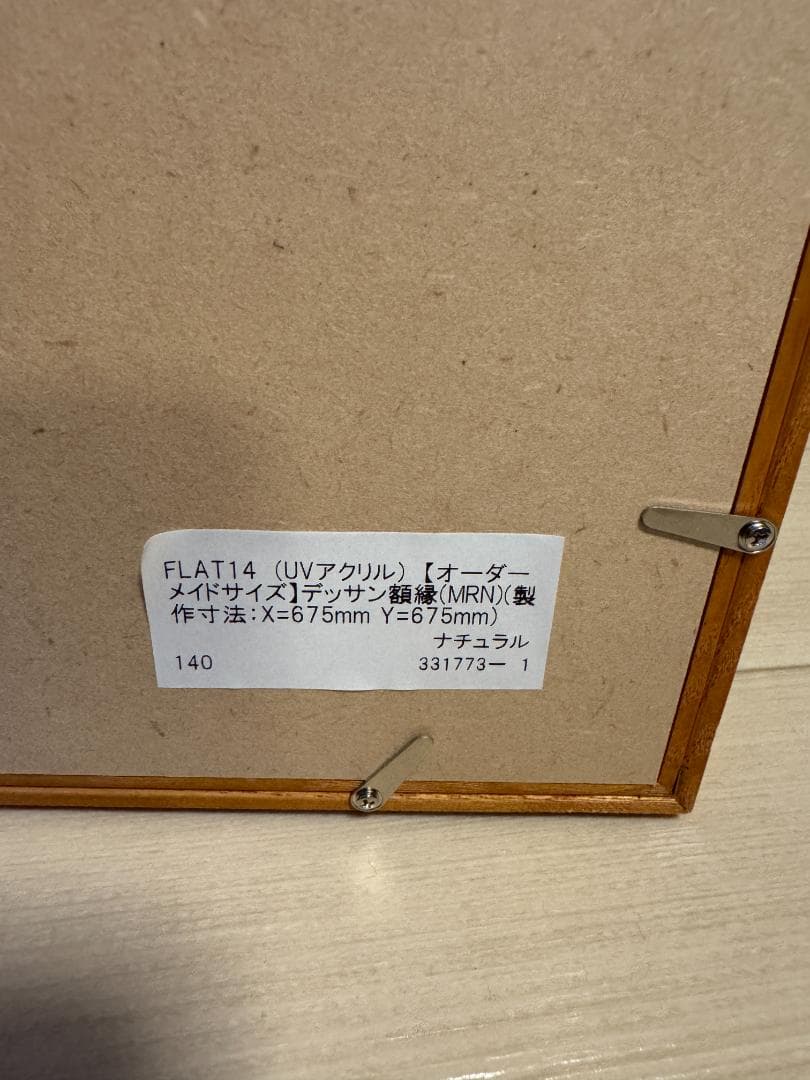 FLAT14 (UVアクリル)【オーダー
メイドサイズ】デッサン額縁(MRN)(製
作寸法:X=675mm Y=675mm)
ナチュラル
140 331773ー 1